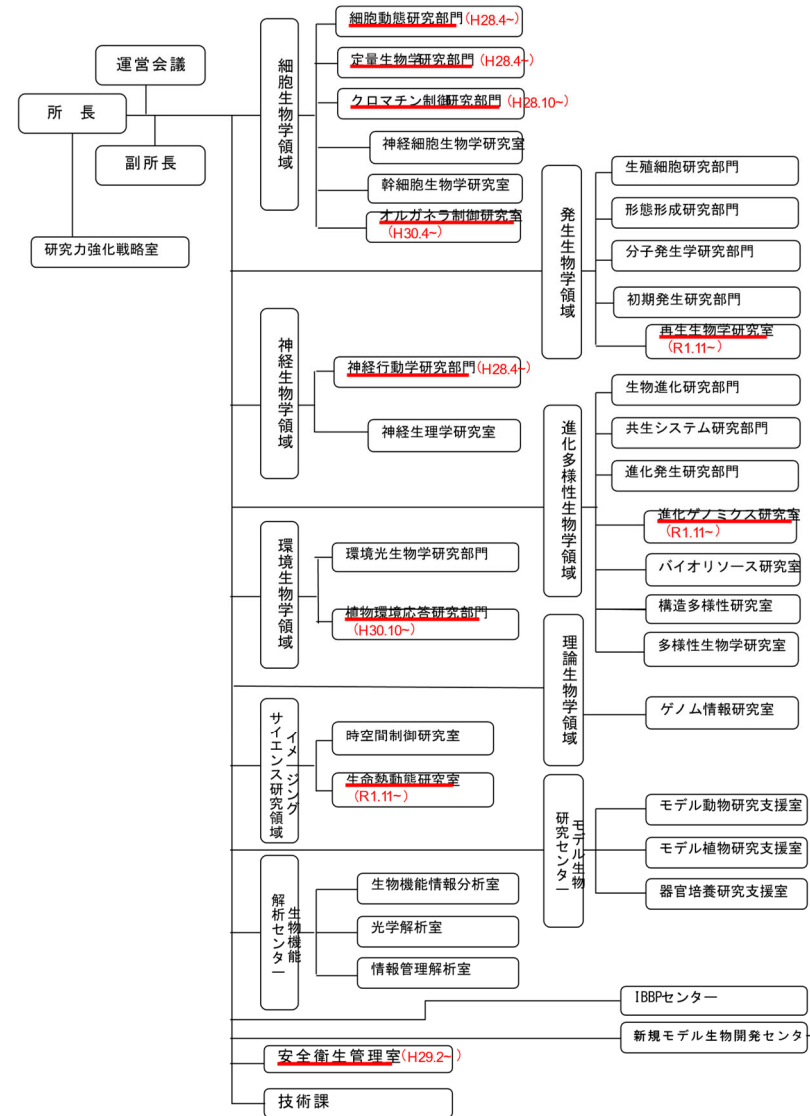 運営会議
所　長
副所長
研究力強化戦略室
細胞生物学領域
細胞動態研究部門(H28.4~)
定量生物学研究部門(H28.4~)
クロマチン制御研究部門(H28.10~)
神経細胞生物学研究室
幹細胞生物学研究室
オルガネラ制御研究室
(H30.4~)
発生生物学領域
生殖細胞研究部門
形態形成研究部門
分子発生学研究部門
初期発生研究部門
再生生物学研究室
(R1.11~)
神経生物学領域
神経行動学研究部門(H28.4~)
神経生理学研究室
進化多様性生物学領域
生物進化研究部門
共生システム研究部門
進化発生研究部門
進化ゲノミクス研究室
(R1.11~)
バイオリソース研究室
構造多様性研究室
多様性生物学研究室
環境生物学領域
環境光生物学研究部門
植物環境応答研究部門
(H30.10~)
理論生物学領域
ゲノム情報研究室
イメージング
サイエンス研究領域
時空間制御研究室
生命熱動態研究室
(R1.11~)
モデル生物
研究センター
モデル動物研究支援室
モデル植物研究支援室
器官培養研究支援室
生物機能
解析センター
生物機能情報分析室
光学解析室
情報管理解析室
IBBPセンター
新規モデル生物開発センター
安全衛生管理室(H29.2~)
技術課